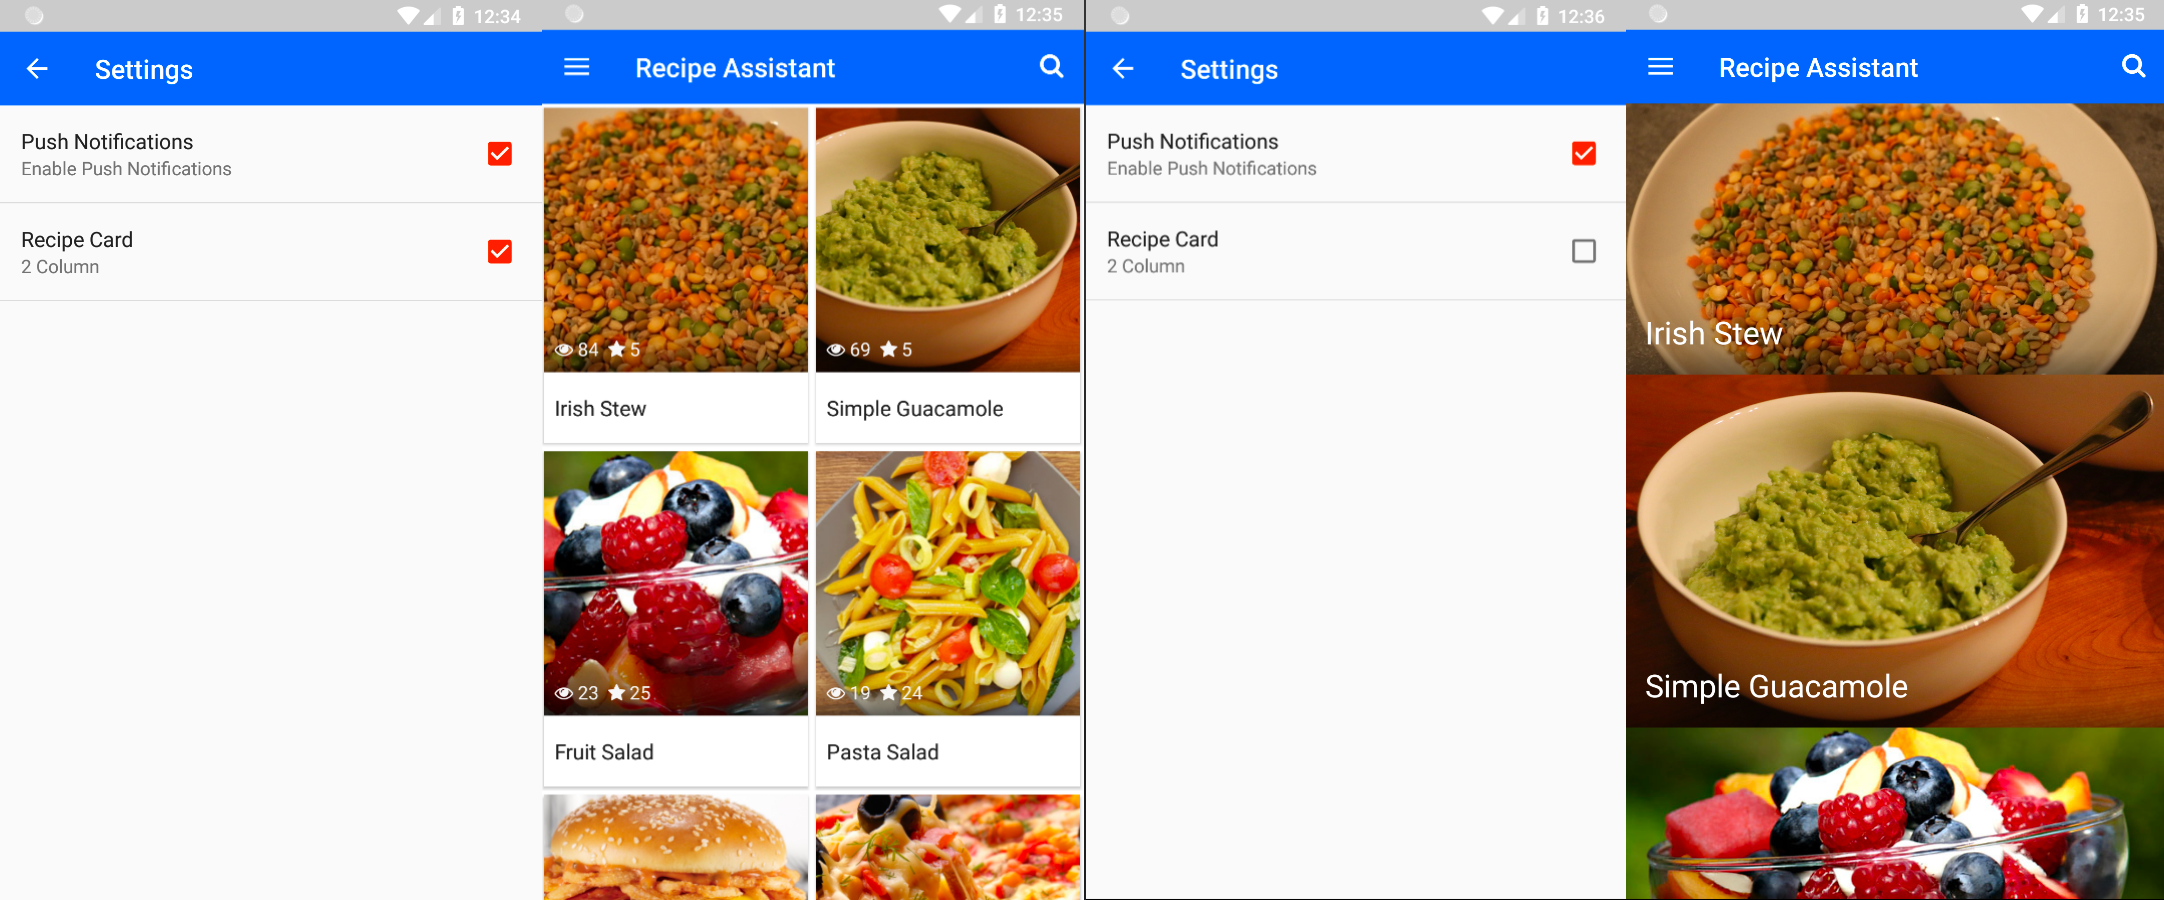 12:34
Settings
Push Notifications
Enable Push Notifications
Recipe Card
2 Column
12:35
Recipe Assistant
84 5
69 5
Irish Stew
Simple Guacamole
23 25
19 24
Fruit Salad
Pasta Salad
12:36
Settings
Push Notifications
Enable Push Notifications
Recipe Card
2 Column
12:35
Recipe Assistant
Irish Stew
Simple Guacamole